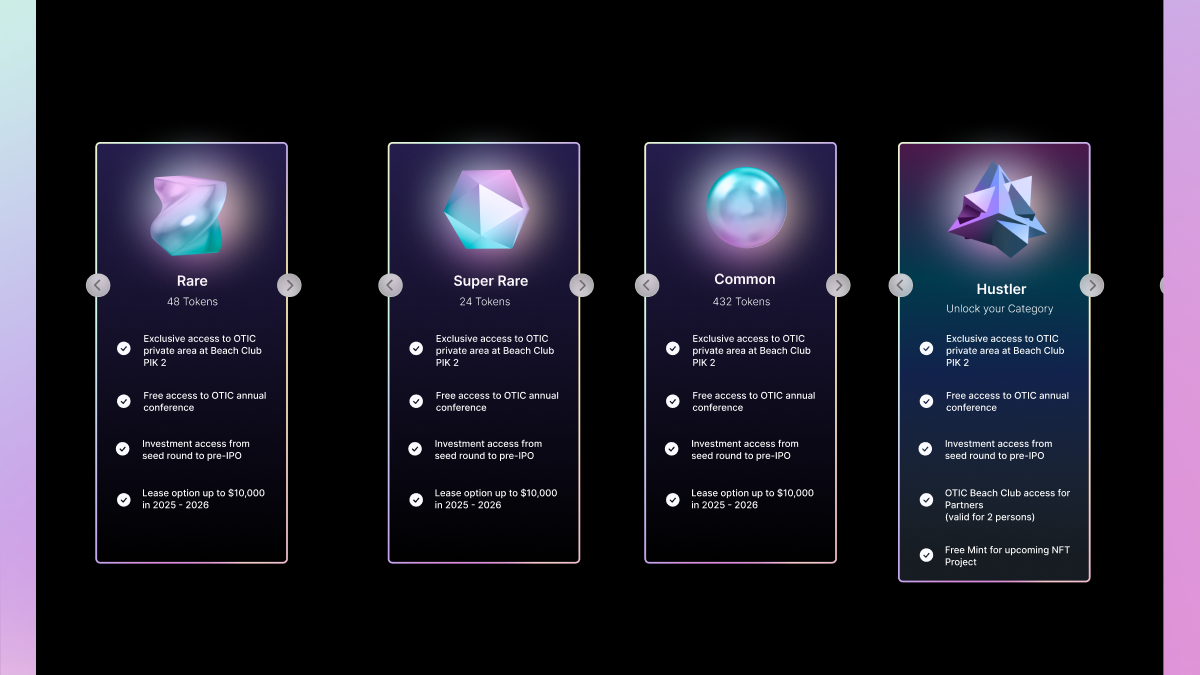 Rare
48 Tokens
Exclusive access to OTIC
private area at Beach Club
PIK 2
Free access to OTIC annual
conference
Investment access from
seed round to pre-IPO
Lease option up to $10,000
in 2025 - 2026
Super Rare
24 Tokens
Exclusive access to OTIC
private area at Beach Club
PIK 2
Free access to OTIC annual
conference
Investment access from
seed round to pre-IPO
Lease option up to $10,000
in 2025 - 2026
Common
432 Tokens
Exclusive access to OTIC
private area at Beach Club
PIK 2
Free access to OTIC annual
conference
Investment access from
seed round to pre-IPO
Lease option up to $10,000
in 2025 - 2026
Hustler
Unlock your Category
Exclusive access to OTIC
private area at Beach Club
PIK 2
Free access to OTIC annual
conference
Investment access from
seed round to pre-IPO
OTIC Beach Club access for
Partners
(valid for 2 persons)
Free Mint for upcoming NFT
Project